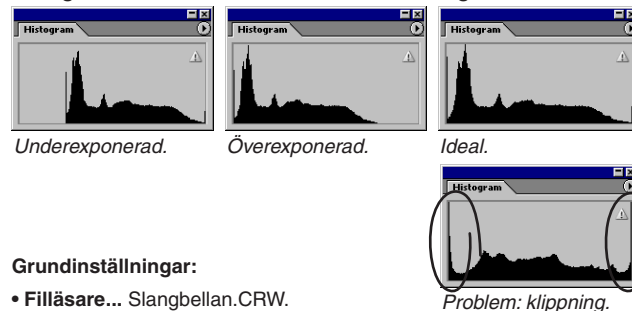 Histogram
Histogram
Histogram
Underexponerad.
Överexponerad.
Ideal.
Histogram
Problem: klippning.
Grundinställningar:
• Filläsare... Slangbellan.CRW.